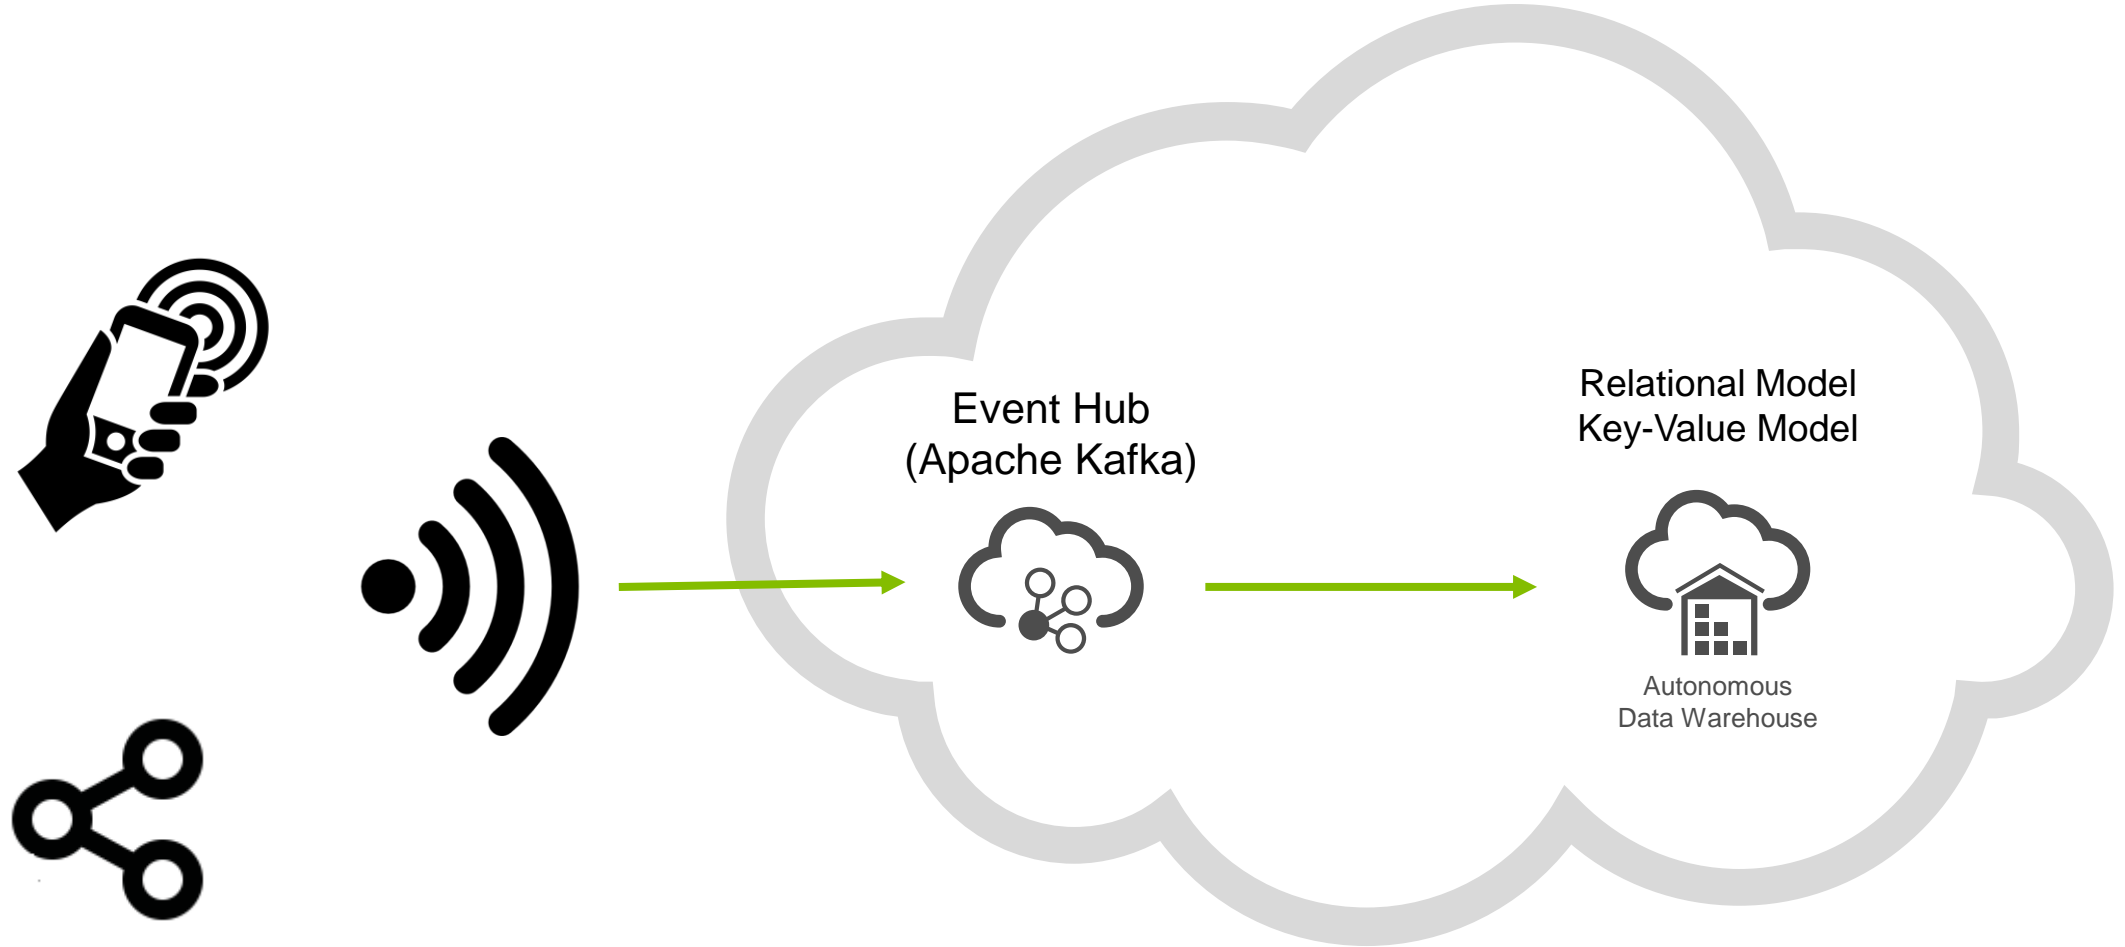 Event Hub
(Apache Kafka)
Relational Model
Key-Value Model
Autonomous
Data Warehouse